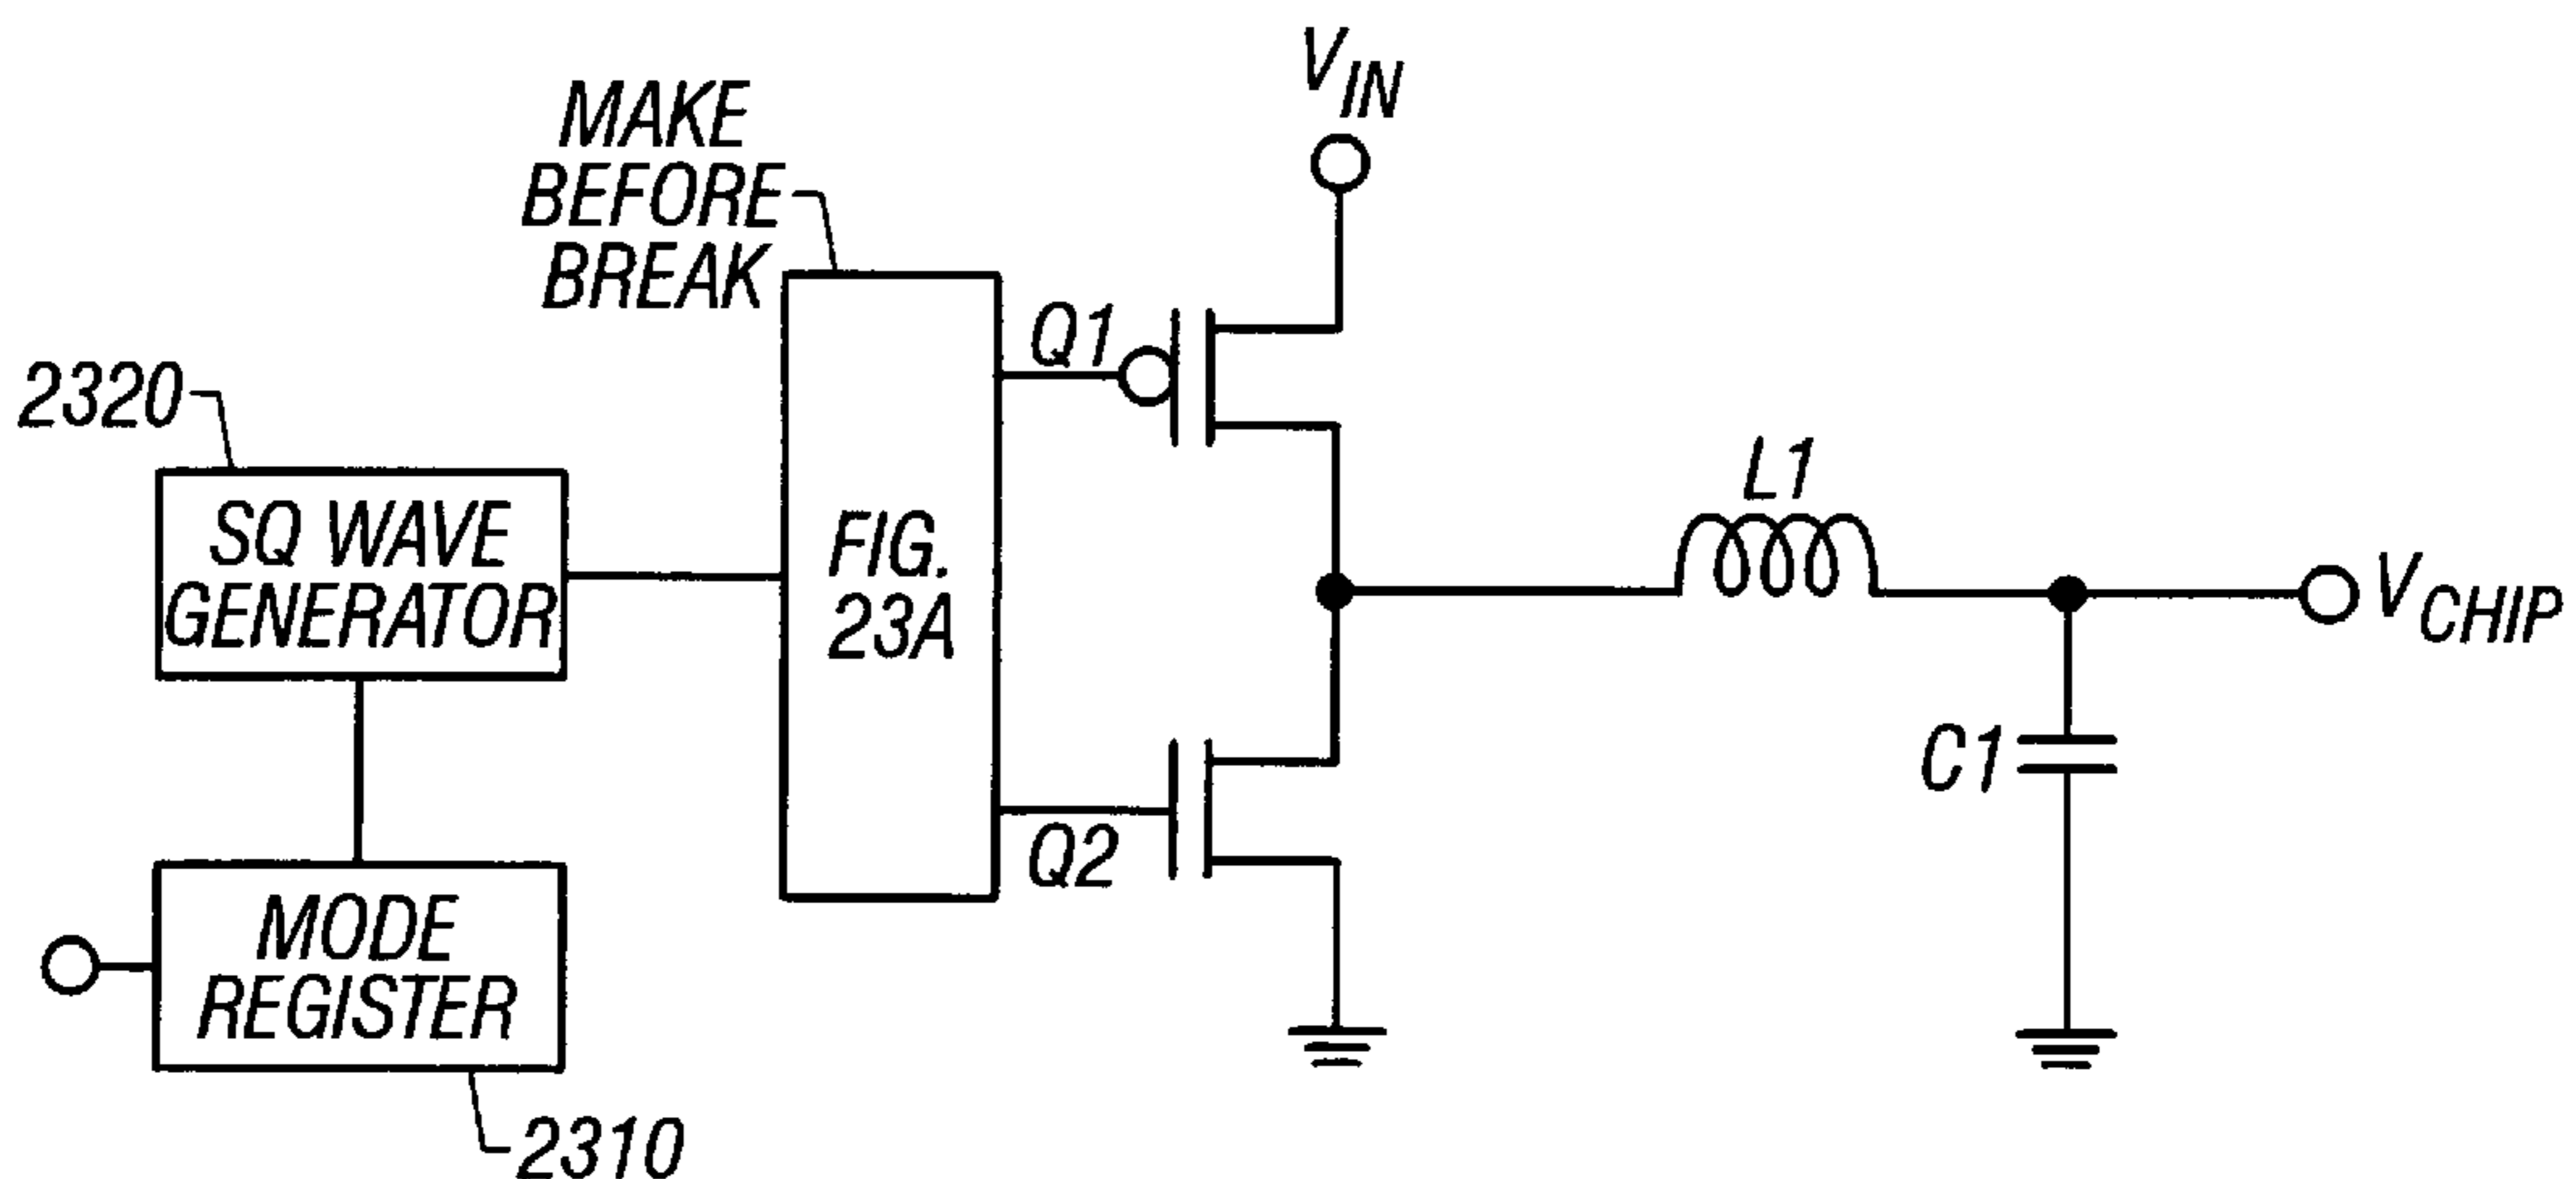 MAKE
BEFORE
BREAK
V_IN
Q1
2320
SQ WAVE
GENERATOR
FIG.
23A
L1
V_CHIP
C1
Q2
MODE
REGISTER
2310